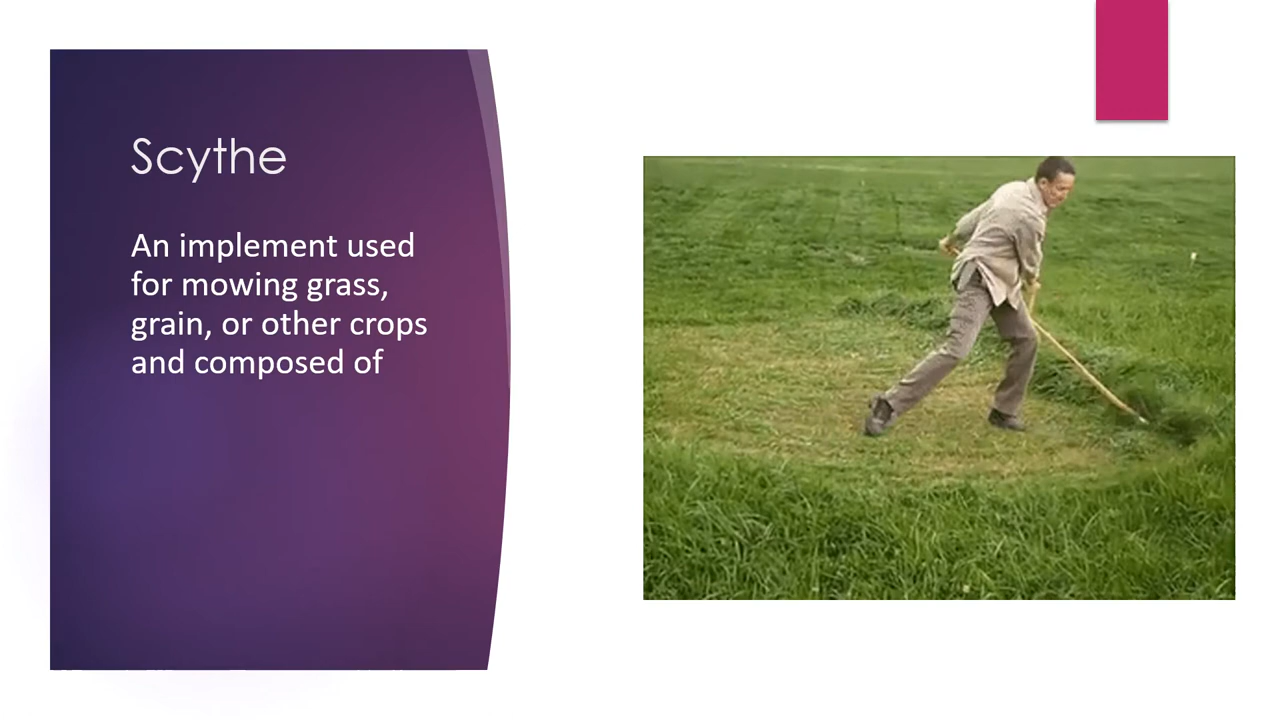 Scythe
An implement used
for mowing grass,
grain, or other crops
and composed of